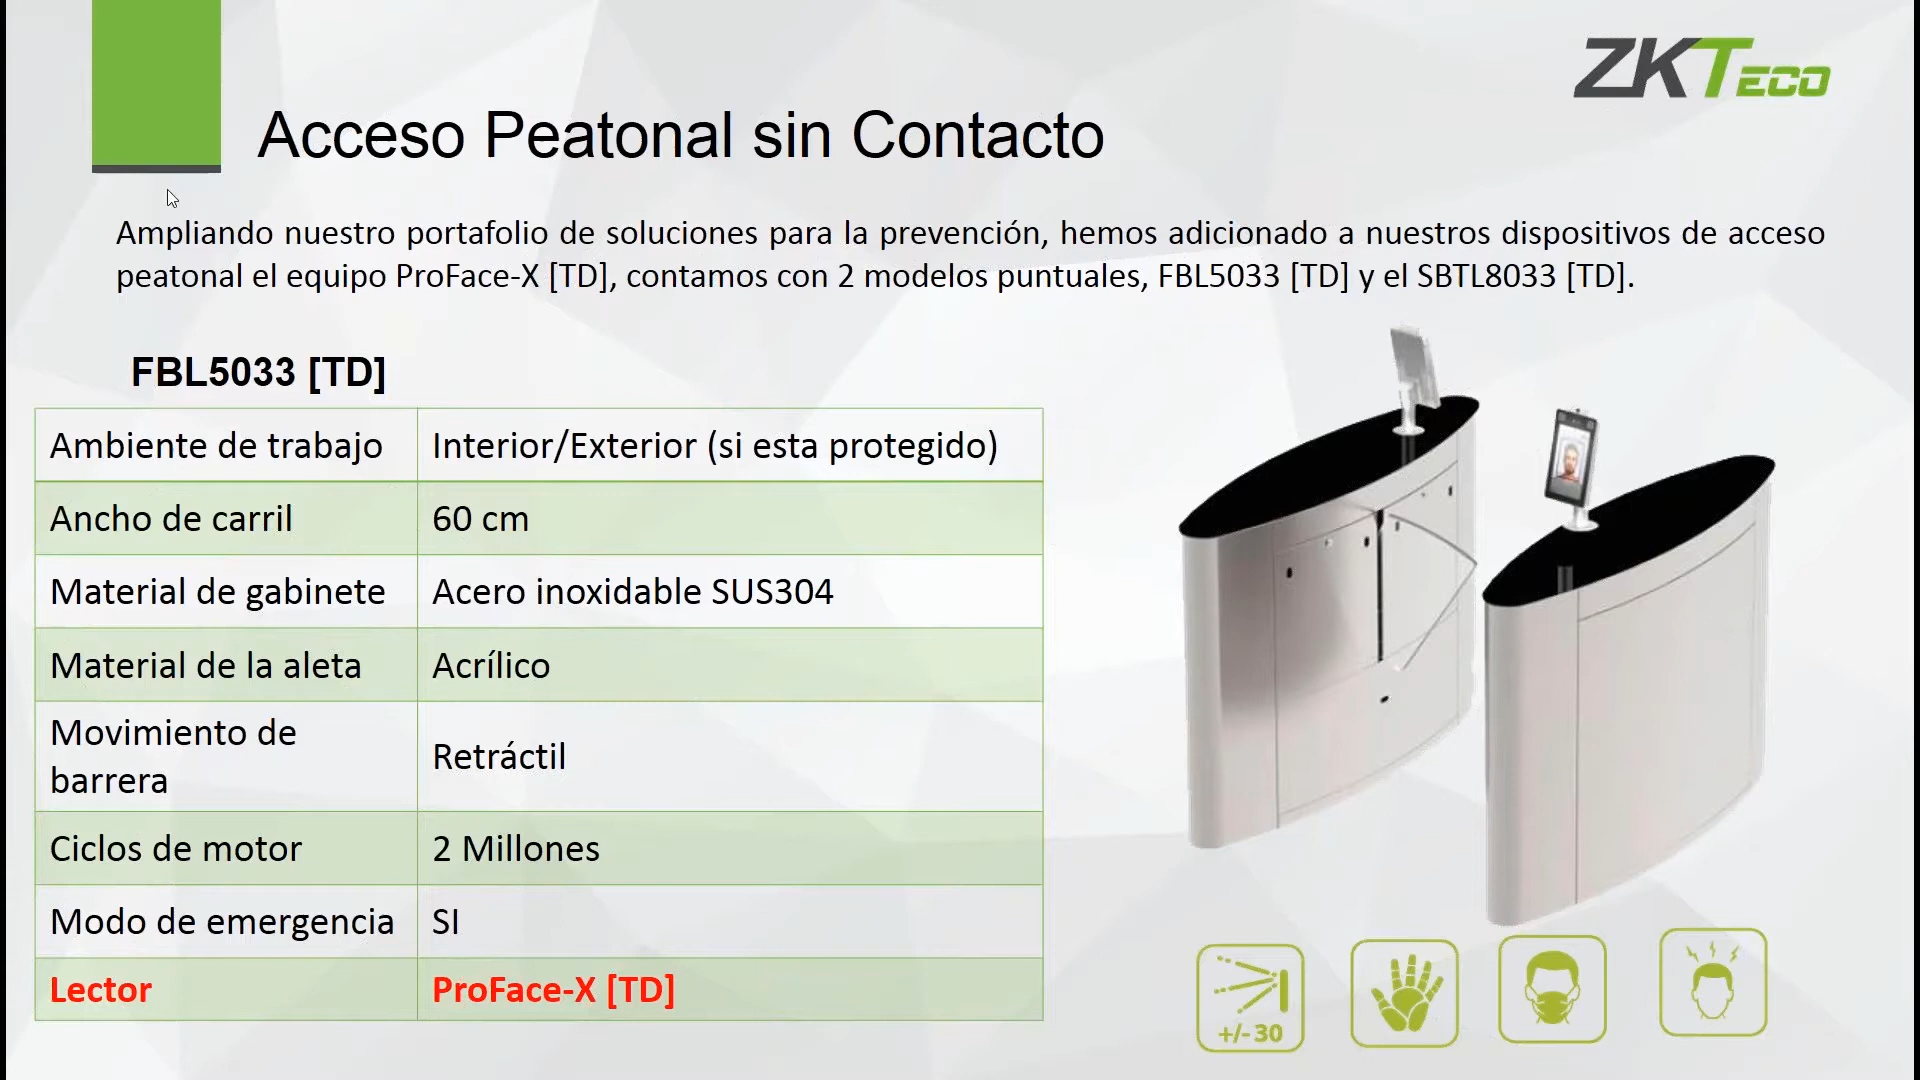 ZKTECO
Acceso Peatonal sin Contacto
Ampliando nuestro portafolio de soluciones para la prevención, hemos adicionado a nuestros dispositivos de acceso
peatonal el equipo ProFace-X [TD], contamos con 2 modelos puntuales, FBL5033 [TD] y el SBTL8033 [TD].
FBL5033 [TD]
Ambiente de trabajo Interior/Exterior (si esta protegido)
Ancho de carril 60 cm
Material de gabinete Acero inoxidable SUS304
Material de la aleta Acrílico
Movimiento de
barrera Retráctil
Ciclos de motor 2 Millones
Modo de emergencia SI
Lector ProFace-X [TD]
+/- 30